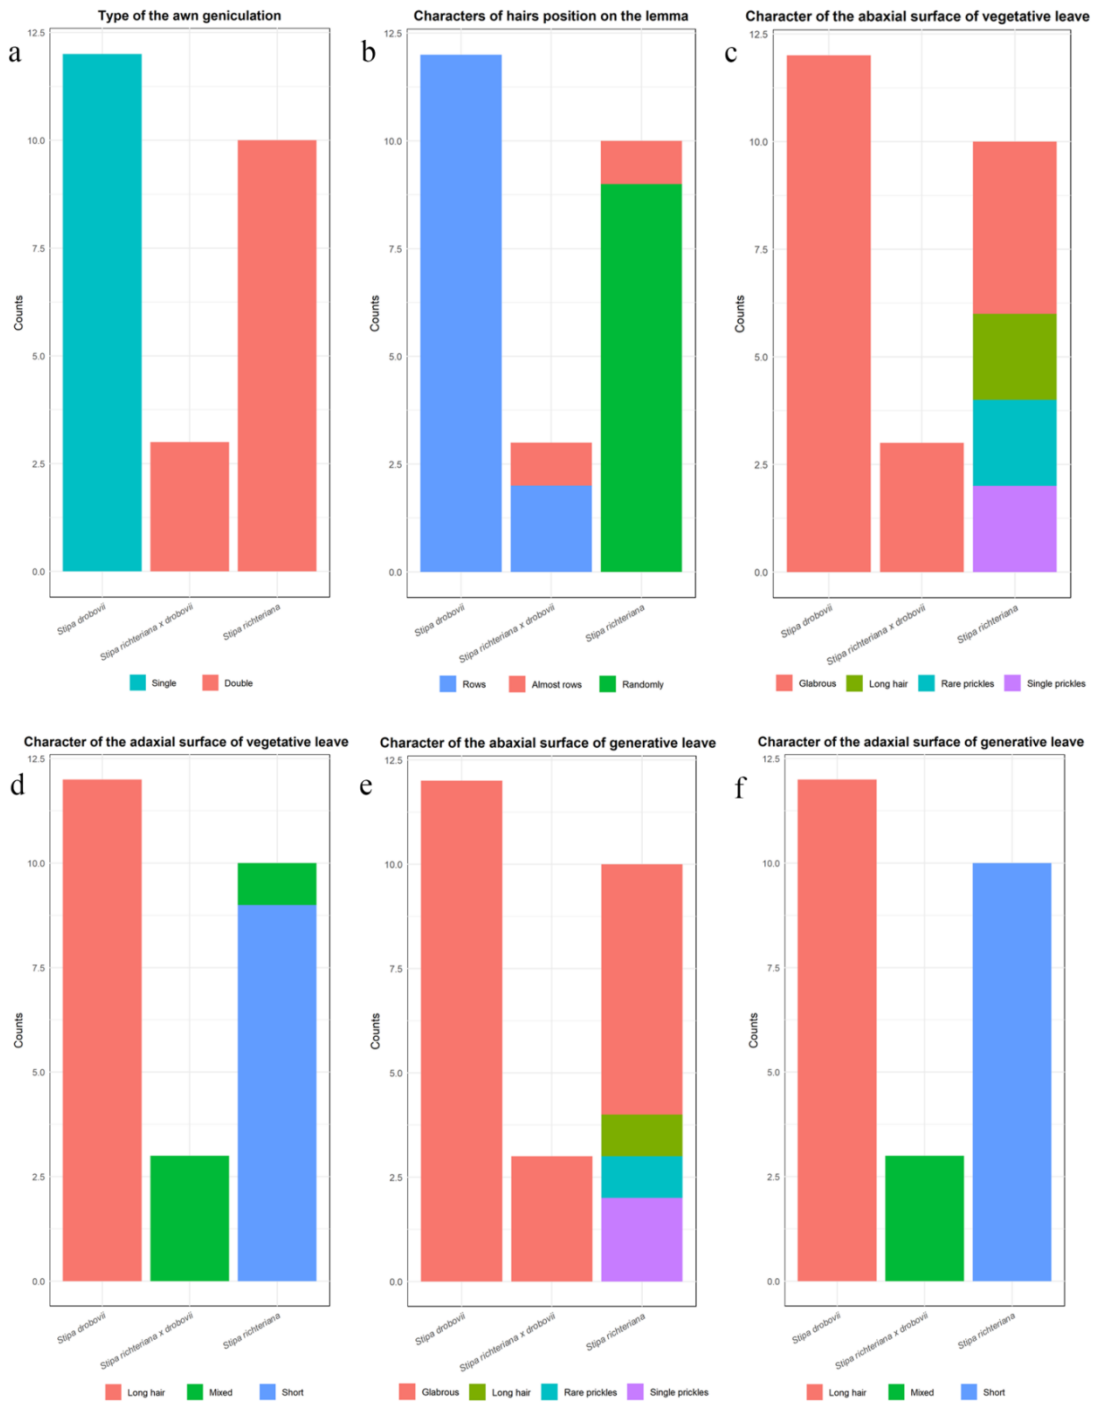 Type of the awn geniculation
Characters of hairs position on the lemma
Character of the abaxial surface of vegetative leave
a
b
c
12.5
10.0
7.5
5.0
2.5
0.0
Counts
Stipa drobovii
Stipa richteriana x drobovii
Stipa richteriana
Single
Double
12.5
10.0
7.5
5.0
2.5
0.0
Counts
Stipa drobovii
Stipa richteriana x drobovii
Stipa richteriana
Rows
Almost rows
Randomly
12.5
10.0
7.5
5.0
2.5
0.0
Counts
Stipa drobovii
Stipa richteriana x drobovii
Stipa richteriana
Glabrous
Long hair
Rare prickles
Single prickles
Character of the adaxial surface of vegetative leave
Character of the abaxial surface of generative leave
Character of the adaxial surface of generative leave
d
e
f
12.5
10.0
7.5
5.0
2.5
0.0
Counts
Stipa drobovii
Stipa richteriana x drobovii
Stipa richteriana
Long hair
Mixed
Short
12.5
10.0
7.5
5.0
2.5
0.0
Counts
Stipa drobovii
Stipa richteriana x drobovii
Stipa richteriana
Glabrous
Long hair
Rare prickles
Single prickles
12.5
10.0
7.5
5.0
2.5
0.0
Stipa drobovii
Stipa richteriana x drobovii
Stipa richteriana
Long hair
Mixed
Short